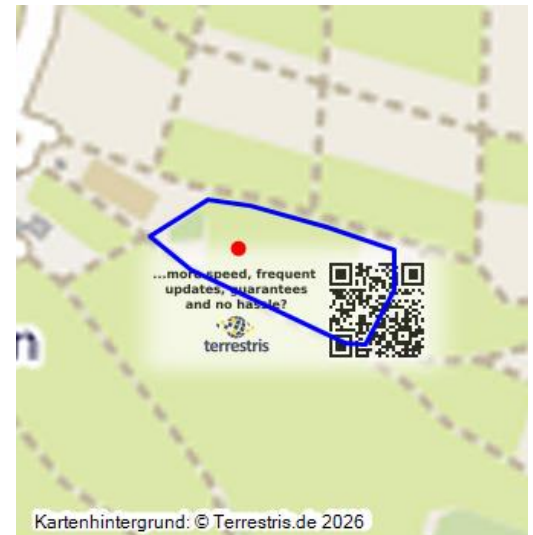 ...more speed, frequent
updates, guarantees
and no hassle?
terrestris
n
Kartenhintergrund: © Terrestris.de 2026